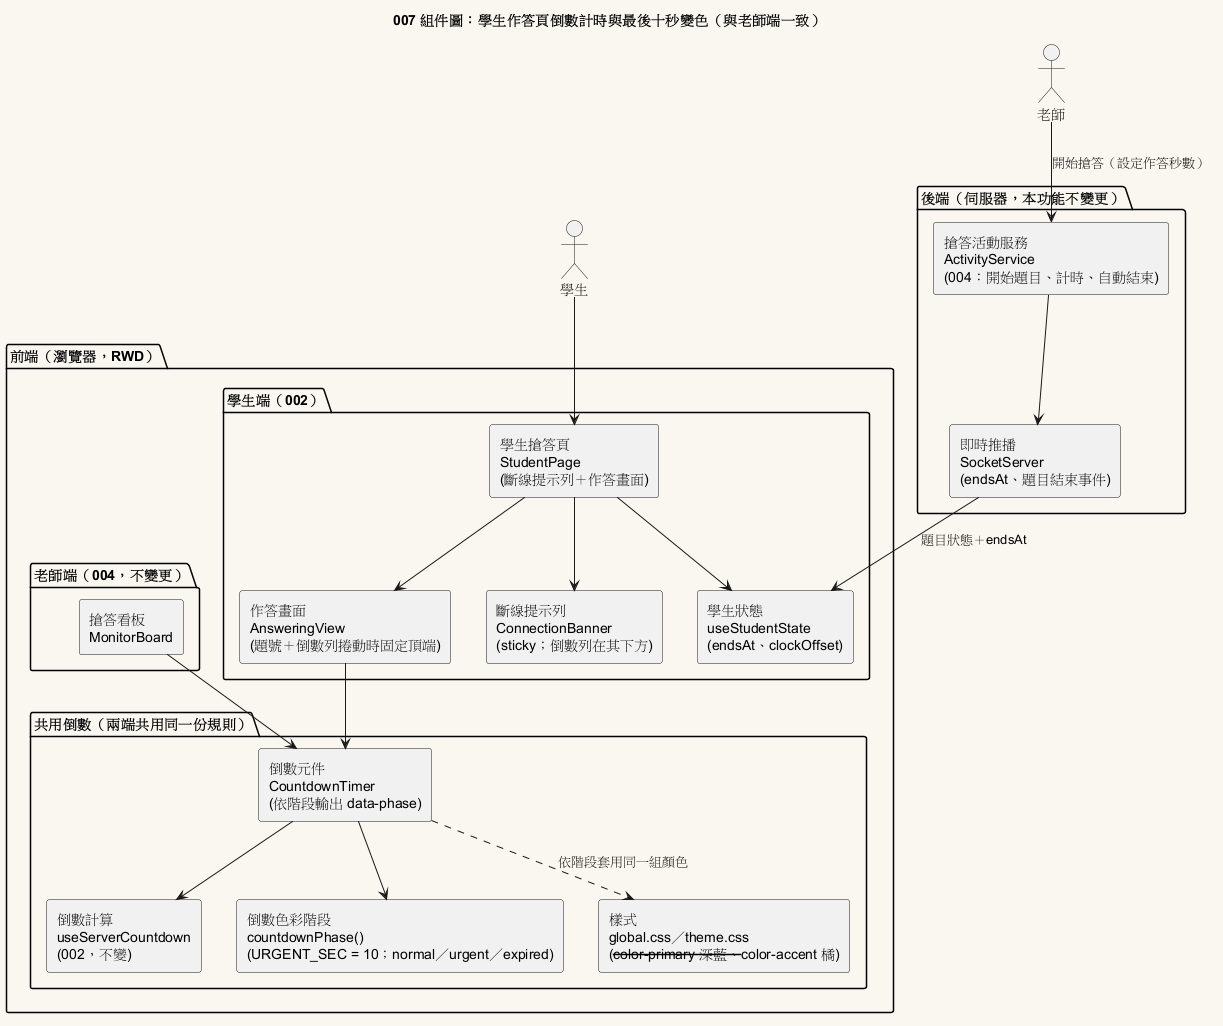 007 組件圖：學生作答頁倒數計時與最後十秒變色（與老師端一致）
老師
開始搶答（設定作答秒數）
後端（伺服器，本功能不變更）
搶答活動服務
ActivityService
(004：開始題目、計時、自動結束)
學生
前端（瀏覽器，RWD）
學生端（002）
學生搶答頁
StudentPage
(斷線提示列＋作答畫面)
即時推播
SocketServer
(endsAt、題目結束事件)
題目狀態＋endsAt
老師端（004，不變更）
搶答看板
MonitorBoard
作答畫面
AnsweringView
(題號＋倒數列捲動時固定頂端)
斷線提示列
ConnectionBanner
(sticky；倒數列在其下方)
學生狀態
useStudentState
(endsAt、clockOffset)
共用倒數（兩端共用同一份規則）
倒數元件
CountdownTimer
(依階段輸出 data-phase)
依階段套用同一組顏色
倒數計算
useServerCountdown
(002，不變)
倒數色彩階段
countdownPhase()
(URGENT_SEC = 10；normal／urgent／expired)
樣式
global.css／theme.css
(color-primary 深藍、color-accent 橘)